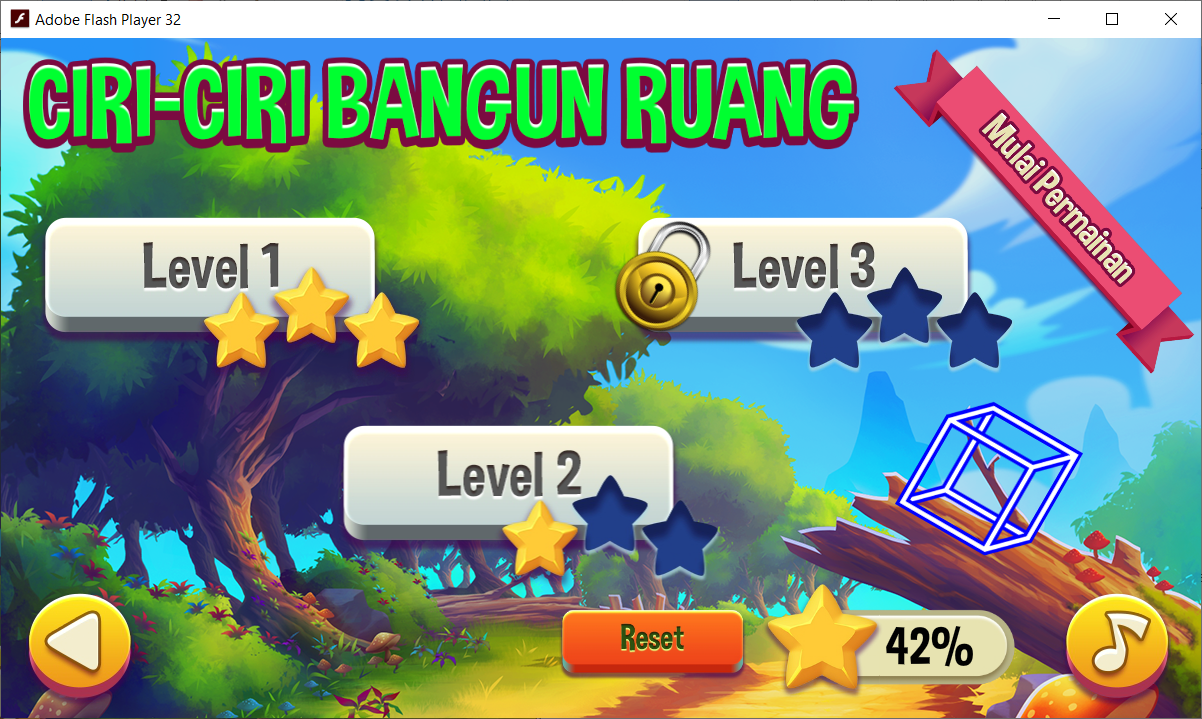 Adobe Flash Player 32
CIRI-CIRI BANGUN RUANG
Mulai Permainan
Level 1
Level 3
Level 2
Reset
42%